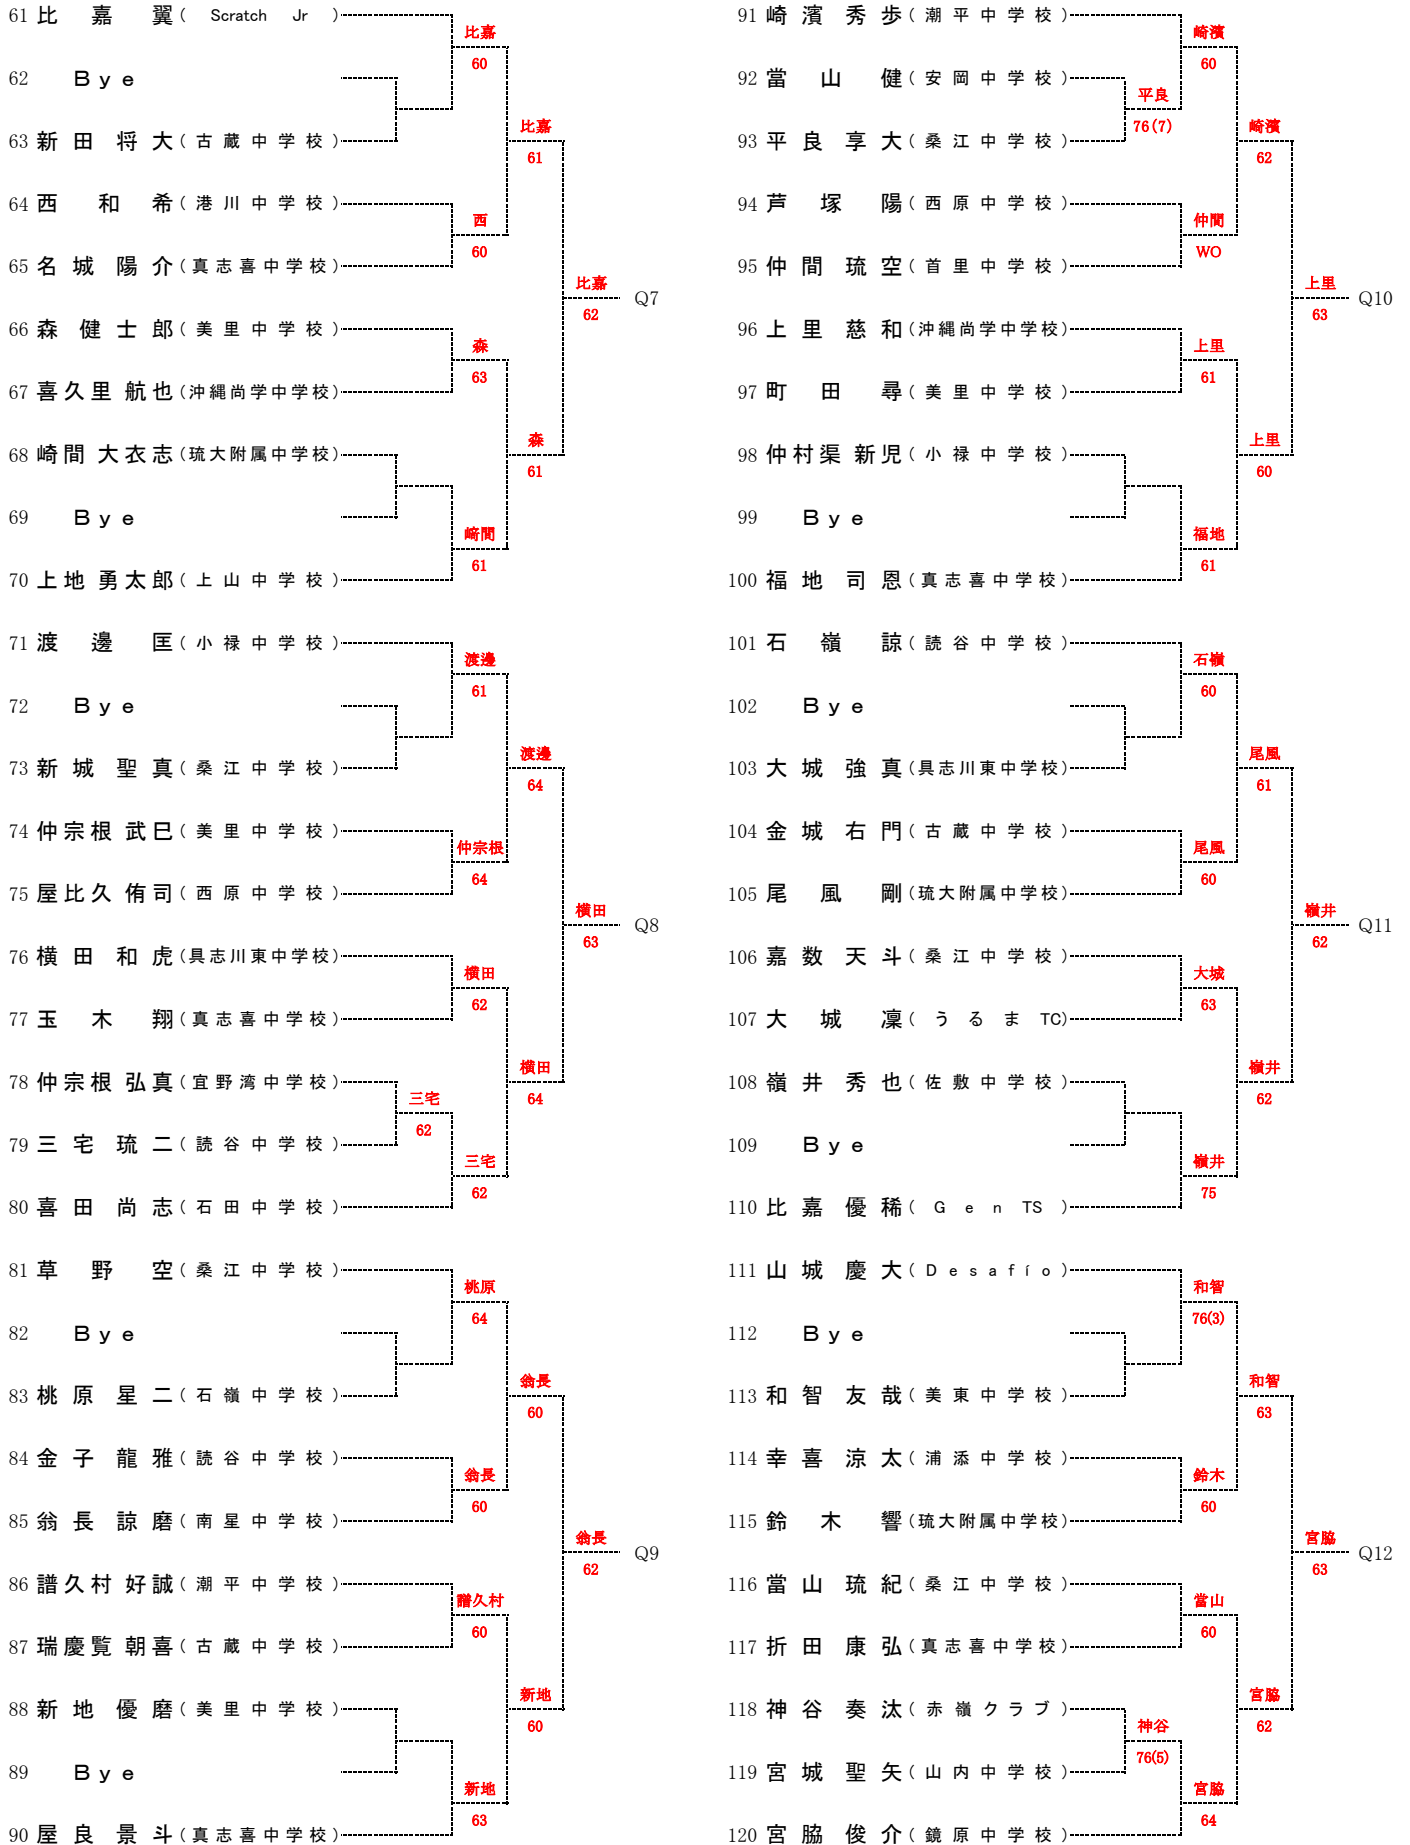 61 比嘉 翼 ( Scratch Jr )
比嘉
60
62 Bye
比嘉
61
63 新田 将大 (古蔵中学校)
64 西 和希 (港川中学校)
西
60
65 名城 陽介 (真志喜中学校)
比嘉
62
Q7
66 森 健士郎 (美里中学校)
森
63
67 喜久里 航也 (沖縄尚学中学校)
森
61
68 崎間 大衣志 (琉大附属中学校)
69 Bye
崎間
61
70 上地 勇太郎 (上山中学校)
71 渡邊 匡 (小禄中学校)
渡邊
61
72 Bye
渡邊
64
73 新城 聖真 (桑江中学校)
74 仲宗根 武巳 (美里中学校)
仲宗根
64
75 屋比久 侑司 (西原中学校)
横田
63
Q8
76 横田 和虎 (具志川東中学校)
横田
62
77 玉木 翔 (真志喜中学校)
横田
64
78 仲宗根 弘真 (宜野湾中学校)
三宅
62
79 三宅 琉二 (読谷中学校)
三宅
62
80 喜田 尚志 (石田中学校)
81 草野 空 (桑江中学校)
桃原
64
82 Bye
翁長
60
83 桃原 星二 (石嶺中学校)
84 金子 龍雅 (読谷中学校)
翁長
60
85 翁長 諒磨 (南星中学校)
翁長
62
Q9
86 譜久村 好誠 (潮平中学校)
譜久村
60
87 瑞慶覧 朝喜 (古蔵中学校)
新地
60
88 新地 優磨 (美里中学校)
89 Bye
新地
63
90 屋良 景斗 (真志喜中学校)
91 崎濱 秀歩 (潮平中学校)
崎濱
60
92 當山 健 (安岡中学校)
平良
76(7)
崎濱
62
93 平良 享大 (桑江中学校)
94 芦塚 陽 (西原中学校)
仲間
WO
95 仲間 琉空 (首里中学校)
上里
63
Q10
96 上里 慈和 (沖縄尚学中学校)
上里
61
97 町田 尋 (美里中学校)
上里
60
98 仲村渠 新児 (小禄中学校)
99 Bye
福地
61
100 福地 司恩 (真志喜中学校)
101 石嶺 諒 (読谷中学校)
石嶺
60
102 Bye
尾風
61
103 大城 強真 (具志川東中学校)
104 金城 右門 (古蔵中学校)
尾風
60
105 尾風 剛 (琉大附属中学校)
嶺井
62
Q11
106 嘉数 天斗 (桑江中学校)
大城
63
107 大城 凜 (うるまTC)
嶺井
62
108 嶺井 秀也 (佐敷中学校)
109 Bye
嶺井
75
110 比嘉 優稀 (Gen TS)
111 山城 慶大 (Desafío)
和智
76(3)
112 Bye
和智
63
113 和智 友哉 (美東中学校)
114 幸喜 涼太 (浦添中学校)
鈴木
60
115 鈴木 響 (琉大附属中学校)
宮脇
63
Q12
116 當山 琉紀 (桑江中学校)
當山
60
117 折田 康弘 (真志喜中学校)
宮脇
62
118 神谷 奏汰 (赤嶺クラブ)
神谷
76(5)
119 宮城 聖矢 (山内中学校)
宮脇
64
120 宮脇 俊介 (鏡原中学校)